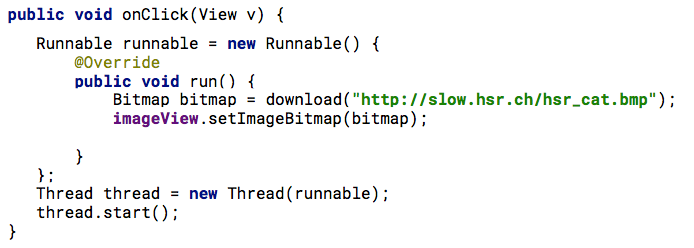 public void onClick(View v) {
Runnable runnable = new Runnable() {
@Override
public void run() {
Bitmap bitmap = download("http://slow.hsr.ch/hsr_cat.bmp");
imageView.setImageBitmap(bitmap);
}
};
Thread thread = new Thread(runnable);
thread.start();
}